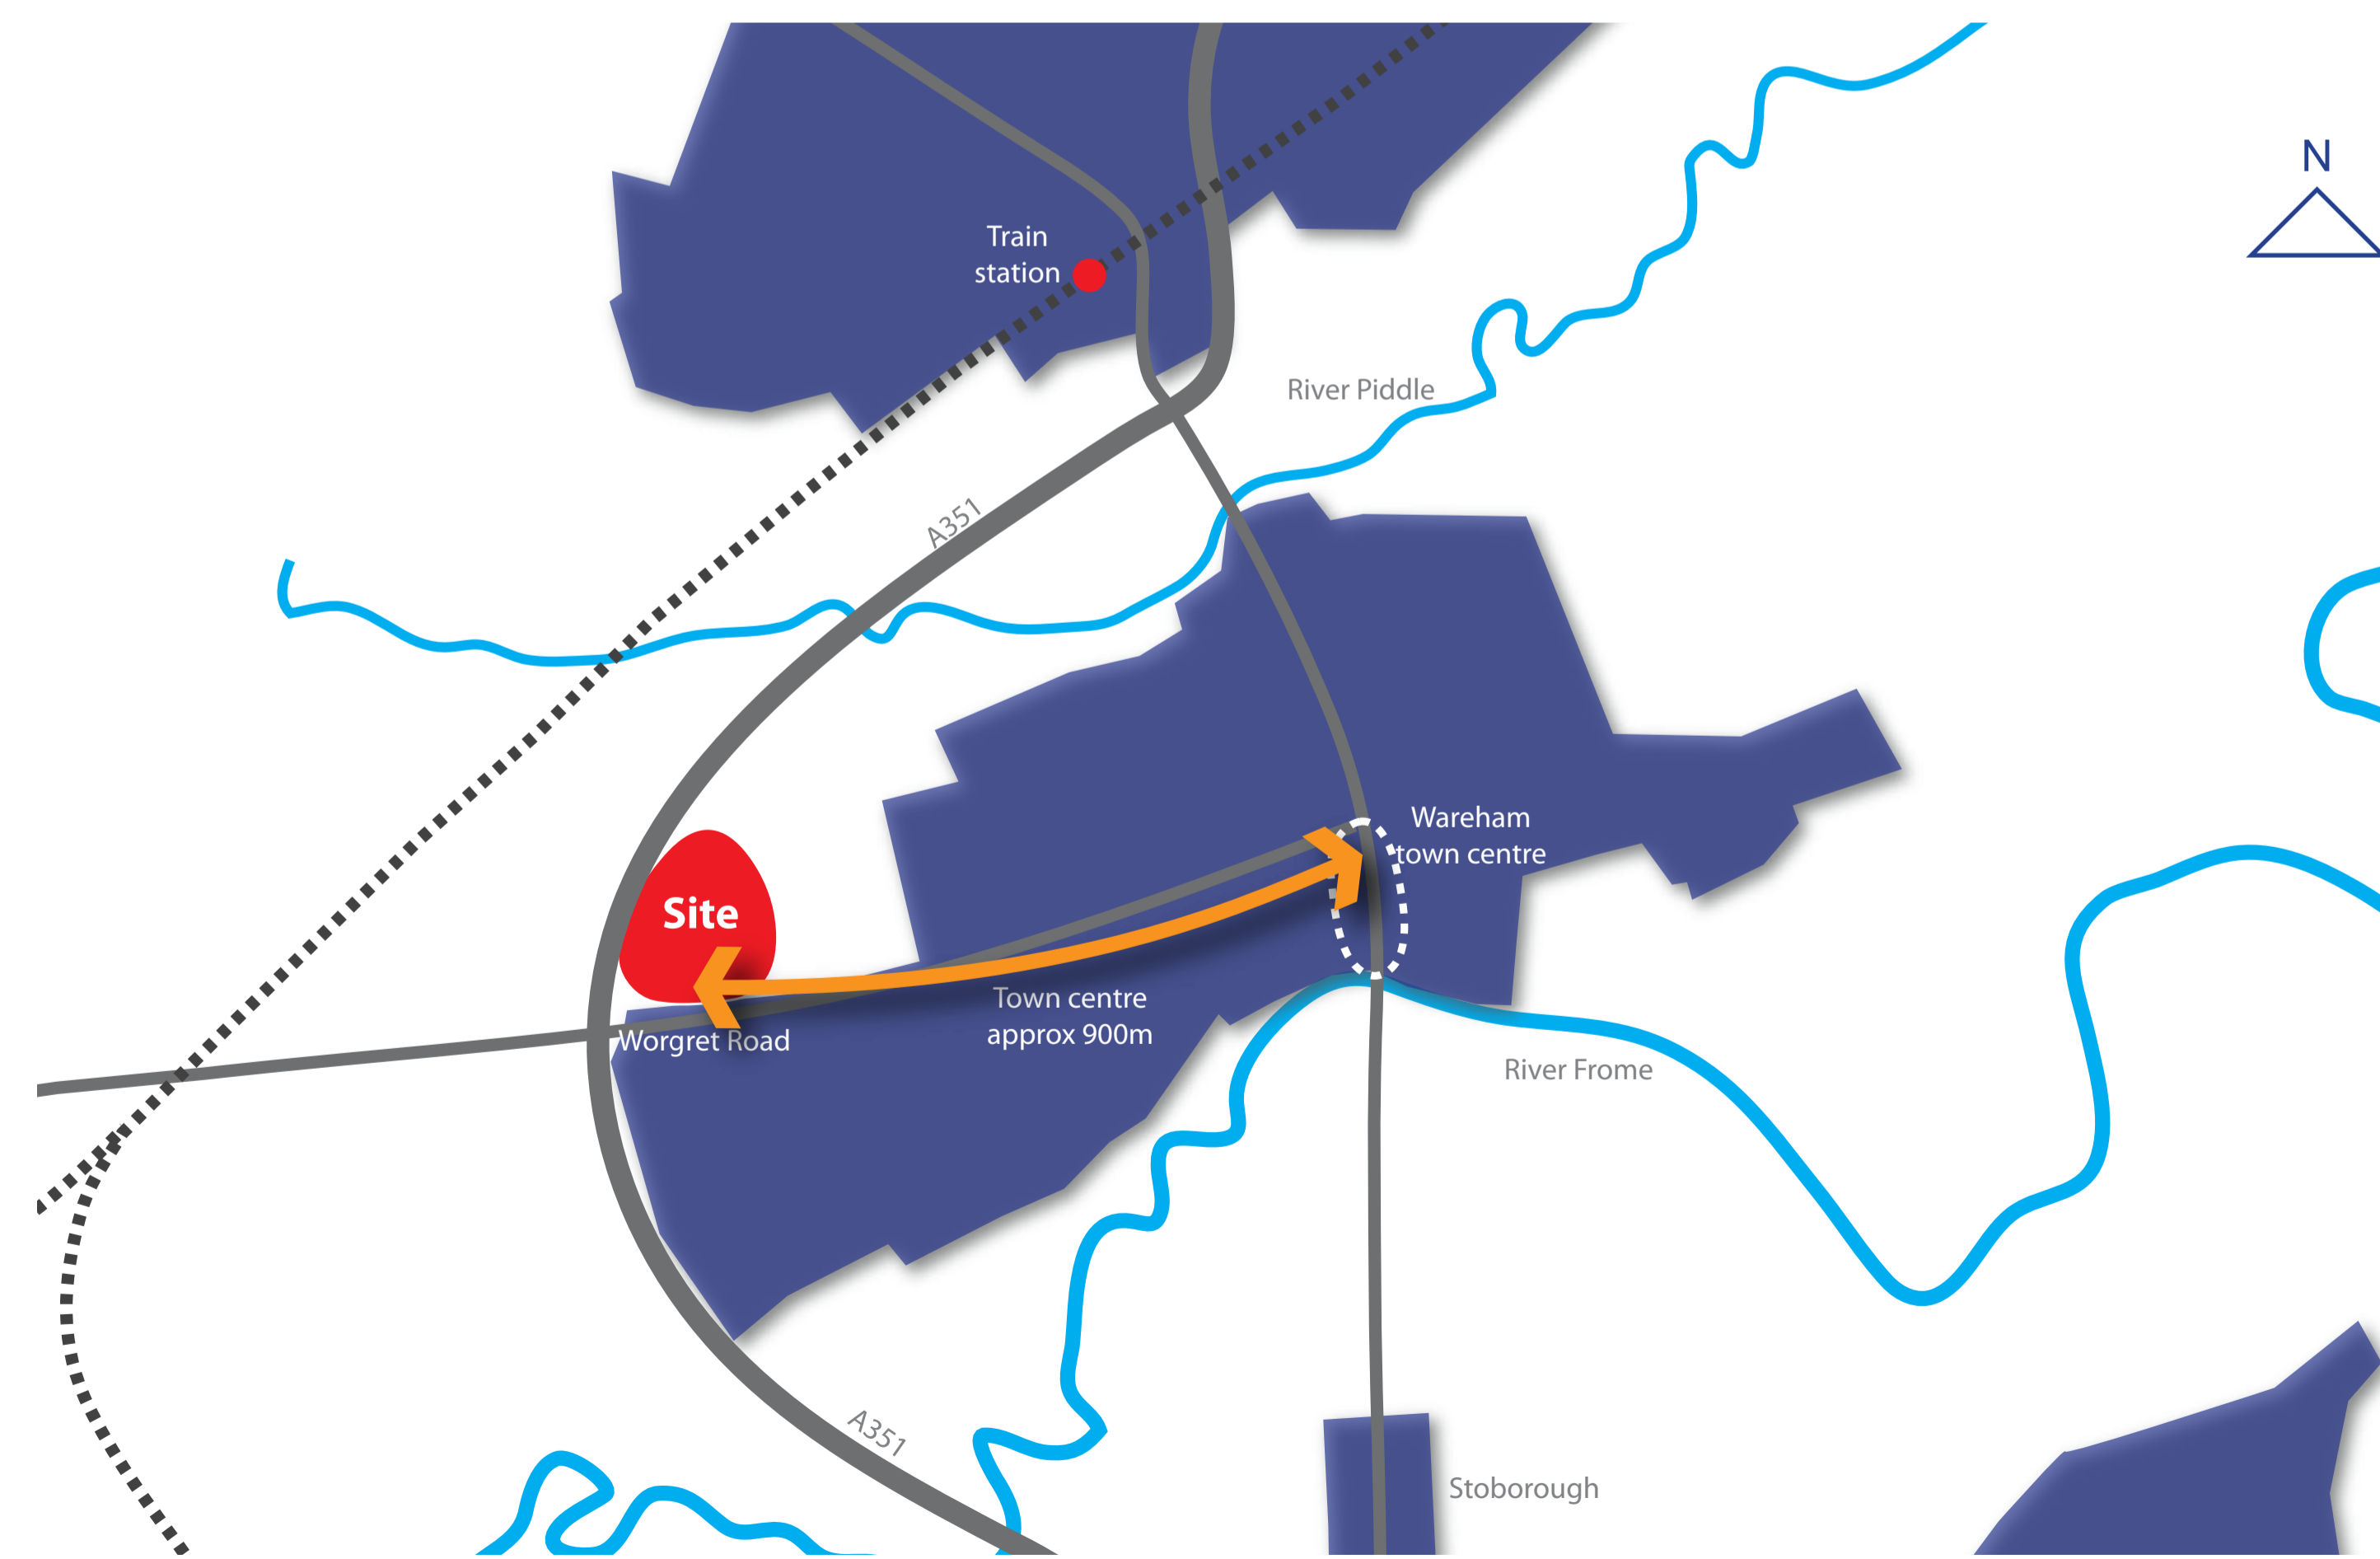 N
Train
station
River Piddle
A351
Wareham
town centre
Site
Town centre
approx 900m
Worgret Road
River Frome
A351
Stoborough